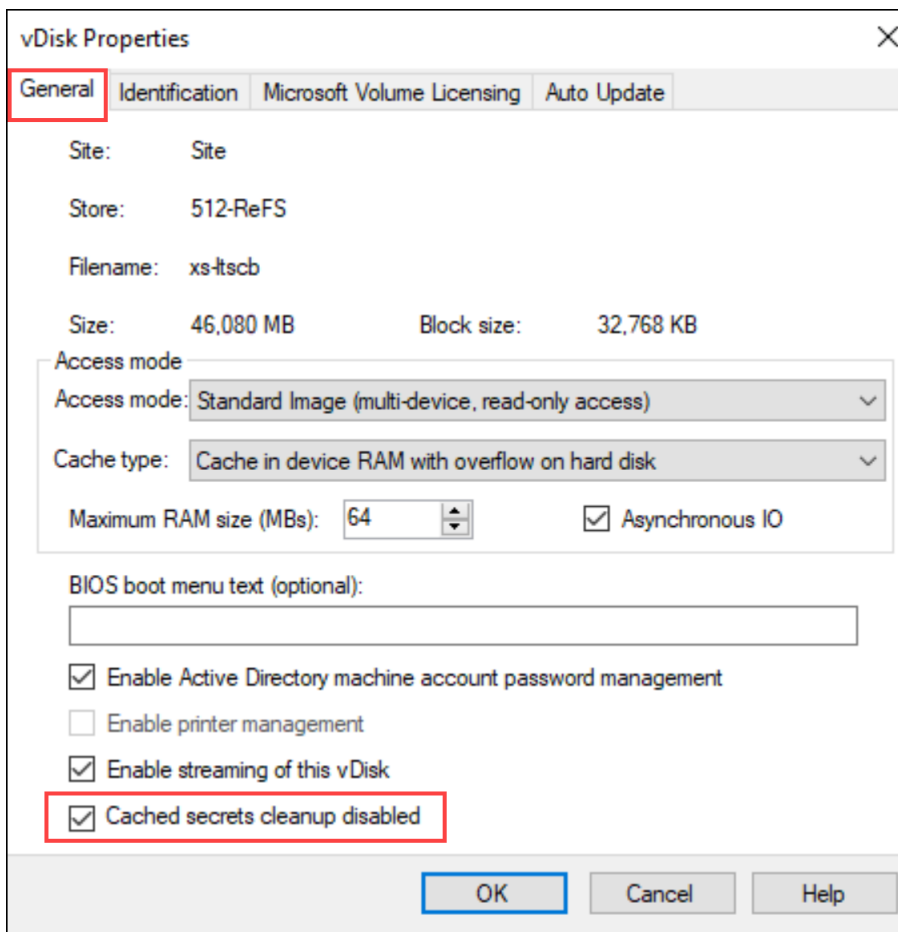 vDisk Properties
General Identification Microsoft Volume Licensing Auto Update
Site: Site
Store: 512-ReFS
Filename: xs-ltscb
Size: 46,080 MB Block size: 32,768 KB
Access mode
Access mode: Standard Image (multi-device, read-only access)
Cache type: Cache in device RAM with overflow on hard disk
Maximum RAM size (MBs): 64 Asynchronous IO
BIOS boot menu text (optional):
Enable Active Directory machine account password management
Enable printer management
Enable streaming of this vDisk
Cached secrets cleanup disabled
OK Cancel Help